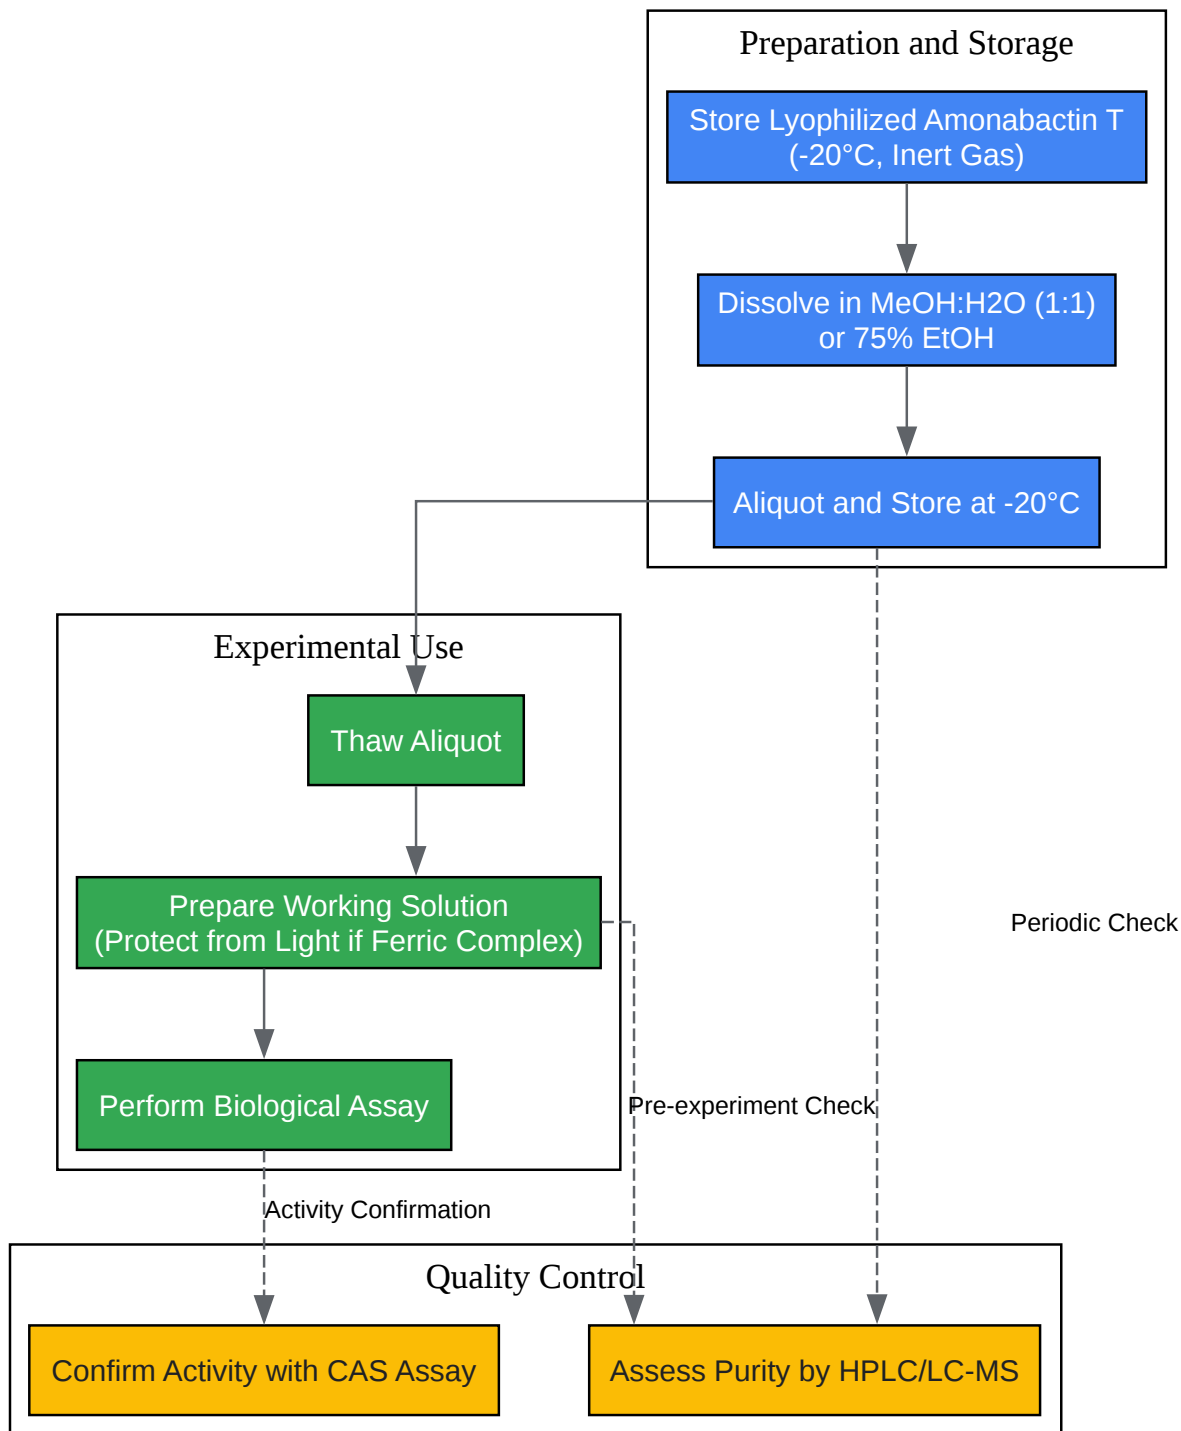 Preparation and Storage
Store Lyophilized Amonabactin T
(-20°C, Inert Gas)
Dissolve in MeOH:H2O (1:1)
or 75% EtOH
Aliquot and Store at -20°C
Experimental Use
Thaw Aliquot
Prepare Working Solution
(Protect from Light if Ferric Complex)
Periodic Check
Perform Biological Assay
Pre-experiment Check
Activity Confirmation
Quality Control
Confirm Activity with CAS Assay
Assess Purity by HPLC/LC-MS